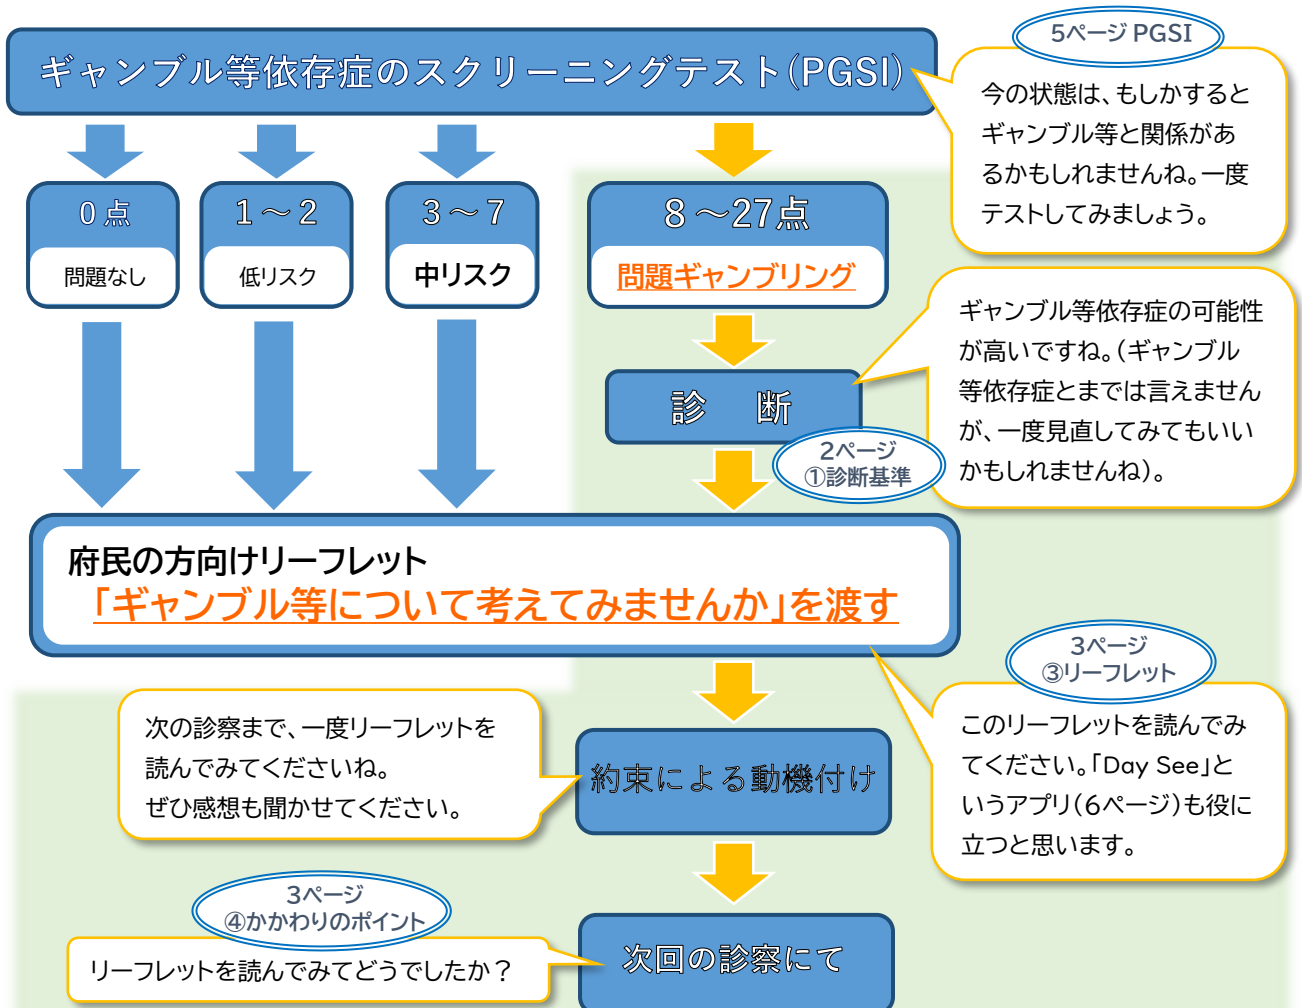 ギャンブル等依存症のスクリーニングテスト(PGSI)
5ページ PGSI
今の状態は、もしかすると
ギャンブル等と関係があ
るかもしれませんね。一度
テストしてみましょう。
0点
問題なし
1～2
低リスク
3～7
中リスク
8～27点
問題ギャンブリング
ギャンブル等依存症の可能性
が高いですね。(ギャンブル
等依存症とまでは言えません
が、一度見直してみてもいい
かもしれませんね)。
診 断
2ページ
①診断基準
府民の方向けリーフレット
「ギャンブル等について考えてみませんか」を渡す
3ページ
③リーフレット
このリーフレットを読んでみ
てください。「Day See」と
いうアプリ(6ページ)も役に
立つと思います。
次の診察まで、一度リーフレットを
読んでみてくださいね。
ぜひ感想も聞かせてください。
約束による動機付け
3ページ
④かかわりのポイント
リーフレットを読んでみてどうでしたか？
次回の診察にて